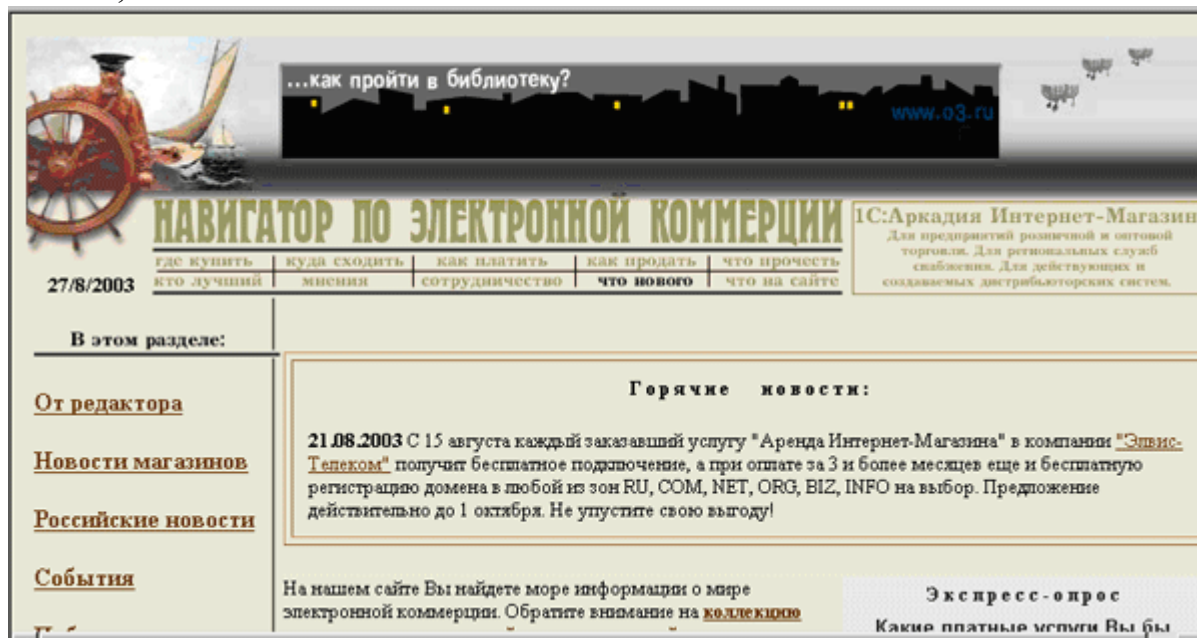 ...как пройти в библиотеку?
www.o3.ru
НАВИГАТОР ПО ЭЛЕКТРОННОЙ КОММЕРЦИИ
1С:Аркадия Интернет-Магазин
Для предприятий розничной и оптовой
торговли. Для региональных служб
снабжения. Для действующих и
создаваемых дистрибьюторских систем.
где купить куда сходить как платить как продать что прочесть
27/8/2003 кто лучший мнения сотрудничество что нового что на сайте
В этом разделе:
От редактора
Новости магазинов
Российские новости
События
Горячие новости:
21.08.2003 С 15 августа каждый заказавший услугу "Аренда Интернет-Магазина" в компании "Элвис-
Телеком" получит бесплатное подключение, а при оплате за 3 и более месяцев еще и бесплатную
регистрацию домена в любой из зон RU, COM, NET, ORG, BIZ, INFO на выбор. Предложение
действительно до 1 октября. Не упустите свою выгоду!
На нашем сайте Вы найдете море информации о мире
электронной коммерции. Обратите внимание на коллекцию
Экспресс-опрос
Какие платные услуги Вы бы